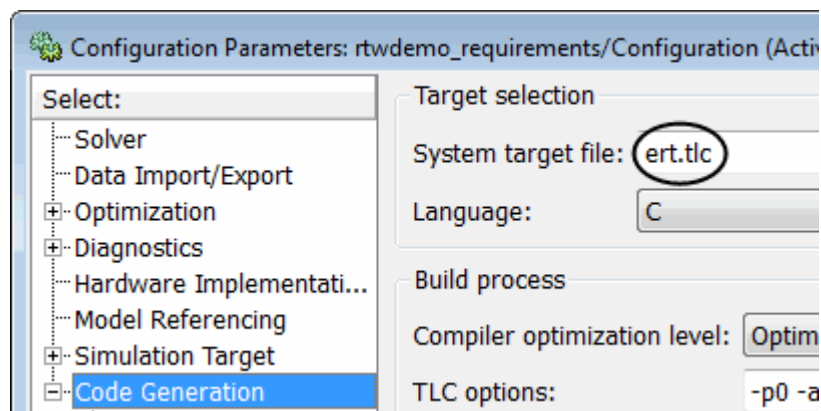 Configuration Parameters: rtwdemo_requirements/Configuration (Acti
Select:
Solver
Data Import/Export
Optimization
Diagnostics
Hardware Implementati...
Model Referencing
Simulation Target
Code Generation
Target selection
System target file: ert.tlc
Language: C
Build process
Compiler optimization level: Optim
TLC options: -p0 -a